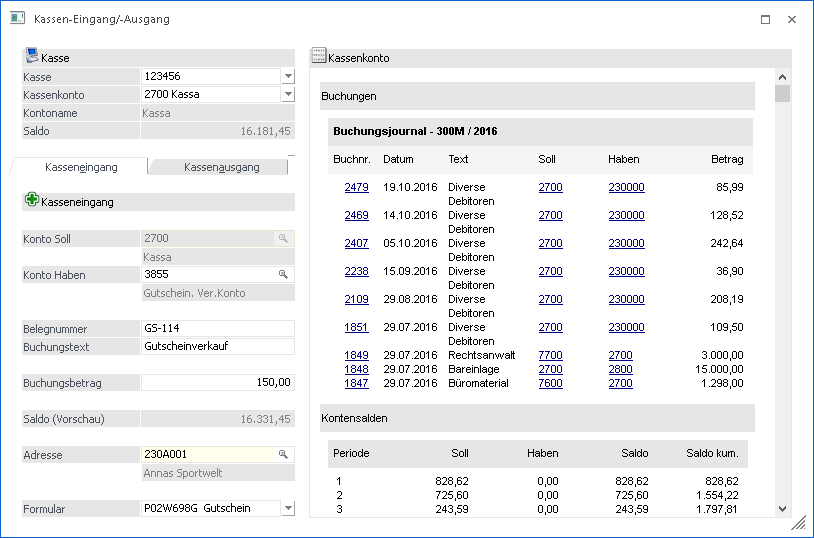 Kassen-Eingang/-Ausgang
Kasse
Kasse 123456
Kassenkonto 2700 Kassa
Kontoname Kassa
Saldo 16.181,45
Kasseneingang Kassenausgang
Kasseneingang
Konto Soll 2700
Kassa
Konto Haben 3855
Gutschein. Ver.Konto
Belegnummer GS-114
Buchungstext Gutscheinverkauf
Buchungsbetrag 150,00
Saldo (Vorschau) 16.331,45
Adresse 230A001
Annas Sportwelt
Formular P02W698G Gutschein
Kassenkonto
Buchungen
Buchungsjournal - 300M / 2016
Buchnr. Datum Text Soll Haben Betrag
2479 19.10.2016 Diverse 2700 230000 85,99
Debitoren
2469 14.10.2016 Diverse 2700 230000 128,52
Debitoren
2407 05.10.2016 Diverse 2700 230000 242,64
Debitoren
2238 15.09.2016 Diverse 2700 230000 36,90
Debitoren
2109 29.08.2016 Diverse 2700 230000 208,19
Debitoren
1851 29.07.2016 Diverse 2700 230000 109,50
Debitoren
1849 29.07.2016 Rechtsanwalt 7700 2700 3.000,00
1848 29.07.2016 Bareinlage 2700 2800 15.000,00
1847 29.07.2016 Büromaterial 7600 2700 1.298,00
Kontensalden
Periode Soll Haben Saldo Saldo kum.
1 828,62 0,00 828,62 828,62
2 725,60 0,00 725,60 1.554,22
3 243,59 0,00 243,59 1.797,81